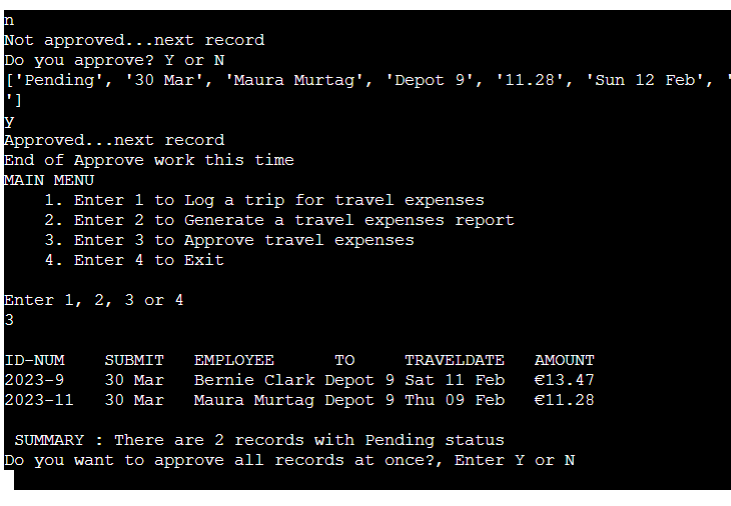 n
Not approved...next record
Do you approve? Y or N
['Pending', '30 Mar', 'Maura Murtag', 'Depot 9', '11.28', 'Sun 12 Feb', '
']
y
Approved...next record
End of Approve work this time
MAIN MENU
1. Enter 1 to Log a trip for travel expenses
2. Enter 2 to Generate a travel expenses report
3. Enter 3 to Approve travel expenses
4. Enter 4 to Exit
Enter 1, 2, 3 or 4
3
ID-NUM SUBMIT EMPLOYEE TO TRAVELDATE AMOUNT
2023-9 30 Mar Bernie Clark Depot 9 Sat 11 Feb €13.47
2023-11 30 Mar Maura Murtag Depot 9 Thu 09 Feb €11.28
SUMMARY : There are 2 records with Pending status
Do you want to approve all records at once?, Enter Y or N